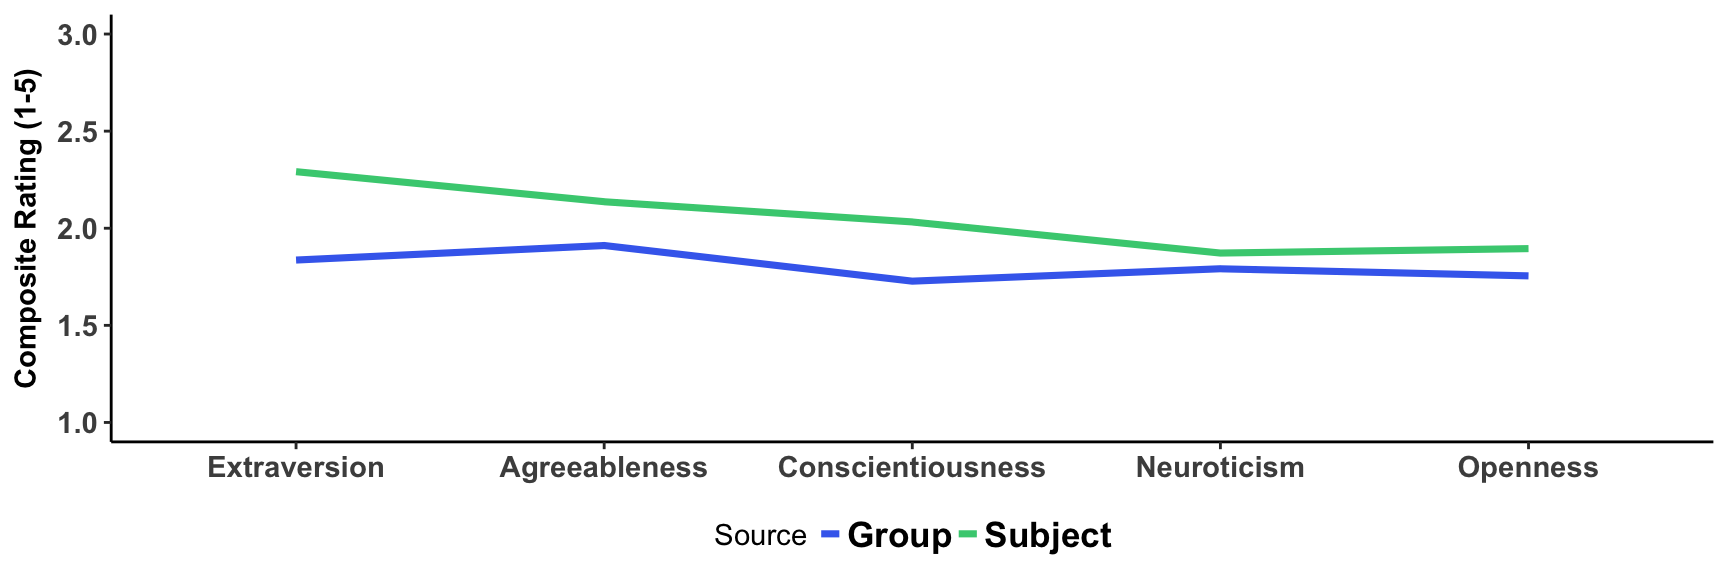 Composite Rating (1-5)
3.0
2.5
2.0
1.5
1.0
Extraversion Agreeableness Conscientiousness Neuroticism Openness
Source Group Subject